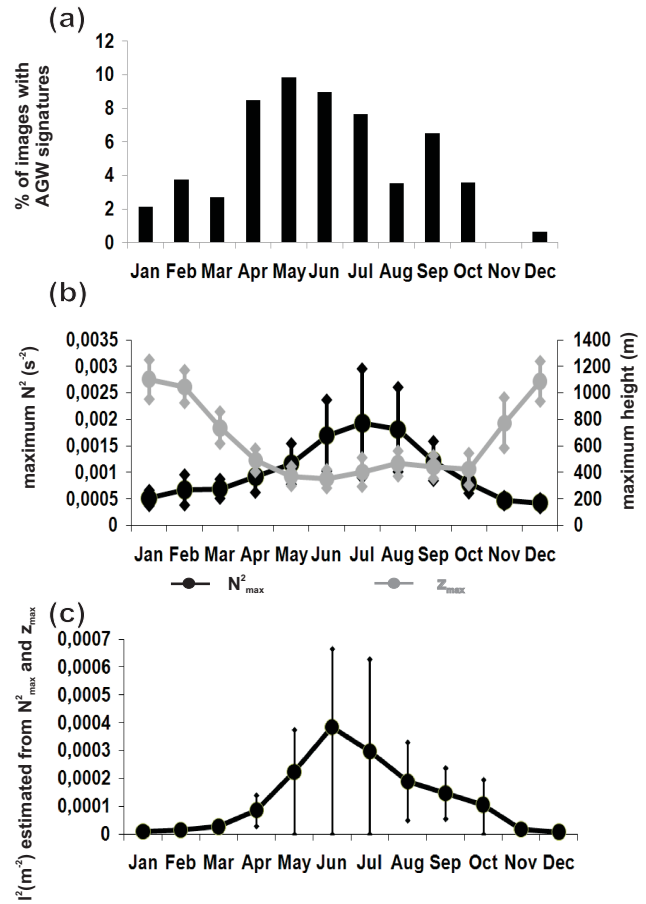 (a)
% of images with
AGW signatures
12
10
8
6
4
2
0
Jan Feb Mar Apr May Jun Jul Aug Sep Oct Nov Dec
(b)
maximum N² (s⁻²)
0,0035
0,003
0,0025
0,002
0,0015
0,001
0,0005
0
1400
1200
1000
800
600
400
200
0
maximum height (m)
Jan Feb Mar Apr May Jun Jul Aug Sep Oct Nov Dec
N²max
zmax
(c)
l²(m⁻²) estimated from N²max and zmax
0,0007
0,0006
0,0005
0,0004
0,0003
0,0002
0,0001
0
Jan Feb Mar Apr May Jun Jul Aug Sep Oct Nov Dec